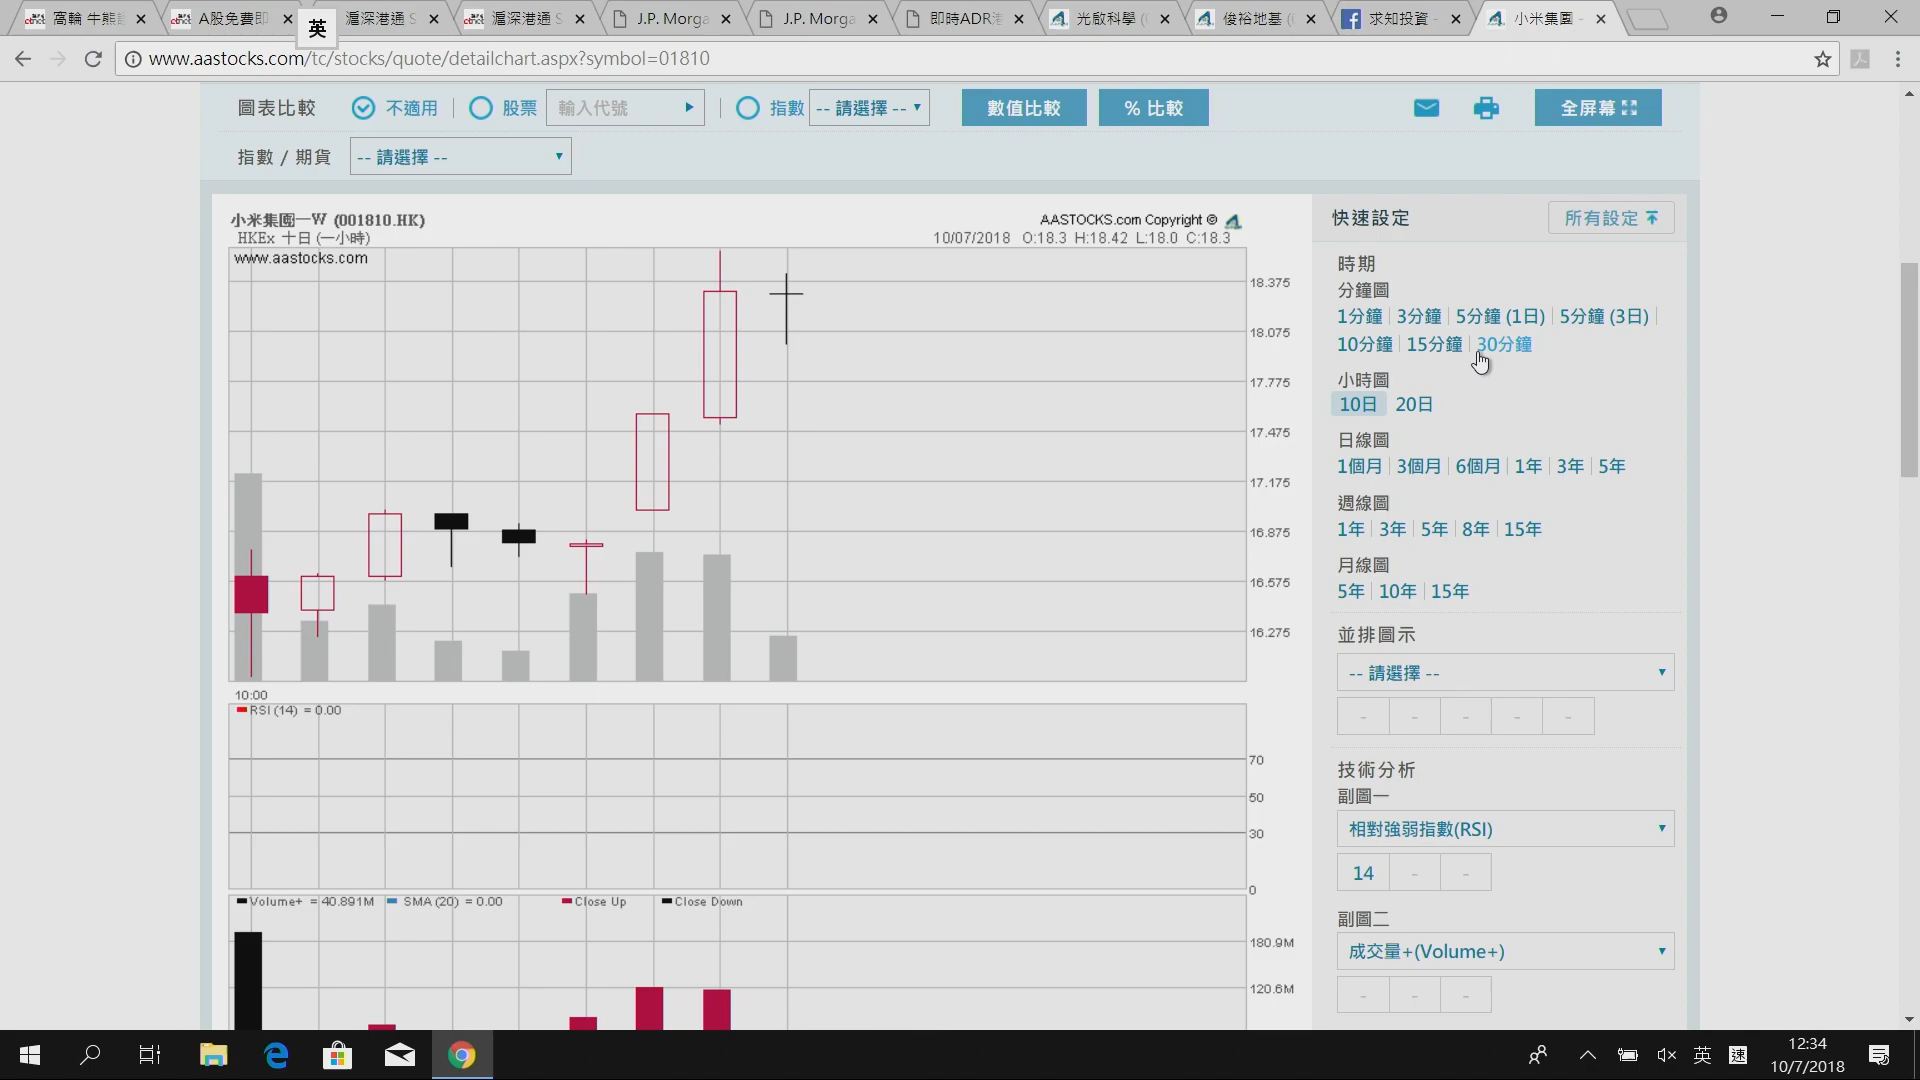 窩輪 牛熊
A股免費即
英
滬深港通 S
滬深港通 S
J.P. Morga
J.P. Morga
即時ADR港
光啟科學 (
俊裕地基 (
求知投資 -
小米集團 -
www.aastocks.com/tc/stocks/quote/detailchart.aspx?symbol=01810
圖表比較 不適用 股票 輸入代號 指數 -- 請選擇 -- 數值比較 % 比較 全屏幕
指數 / 期貨 -- 請選擇 --
小米集團—W (001810.HK)
HKEx 十日 (一小時)
AASTOCKS.com Copyright ©
10/07/2018 O:18.3 H:18.42 L:18.0 C:18.3
www.aastocks.com
18.375
18.075
17.775
17.475
17.175
16.875
16.575
16.275
10:00
RSI (14) = 0.00
70
50
30
0
Volume+ = 40.891M SMA (20) = 0.00 Close Up Close Down
180.9M
120.6M
快速設定 所有設定
時期
分鐘圖
1分鐘 3分鐘 5分鐘 (1日) 5分鐘 (3日)
10分鐘 15分鐘 30分鐘
小時圖
10日 20日
日線圖
1個月 3個月 6個月 1年 3年 5年
週線圖
1年 3年 5年 8年 15年
月線圖
5年 10年 15年
並排圖示
-- 請選擇 --
- - - - -
技術分析
副圖一
相對強弱指數(RSI)
14 - -
副圖二
成交量+(Volume+)
- - -
英 速
12:34
10/7/2018